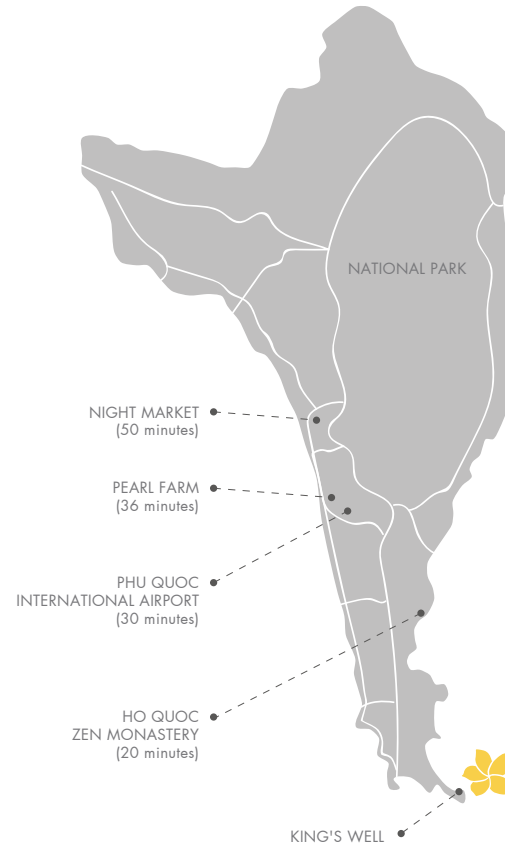 NATIONAL PARK
NIGHT MARKET
(50 minutes)
PEARL FARM
(36 minutes)
PHU QUOC
INTERNATIONAL AIRPORT
(30 minutes)
HO QUOC
ZEN MONASTERY
(20 minutes)
KING'S WELL